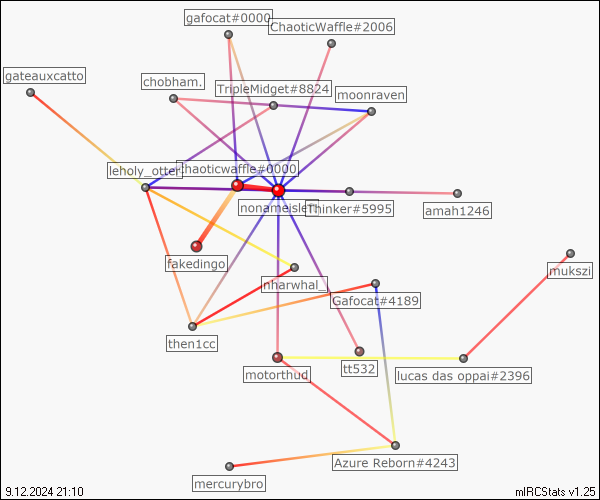 gafocat#0000
ChaoticWaffle#2006
gateauxcatto
chobham.
TripleMidget#8824
moonraven
leholy_otter
chaoticwaffle#0000
nonameisleft
Thinker#5995
amah1246
fakedingo
nharwhal_
mukszi
Gafocat#4189
then1cc
motorthud
tt532
lucas das oppai#2396
Azure Reborn#4243
mercurybro
9.12.2024 21:10
mIRCStats v1.25